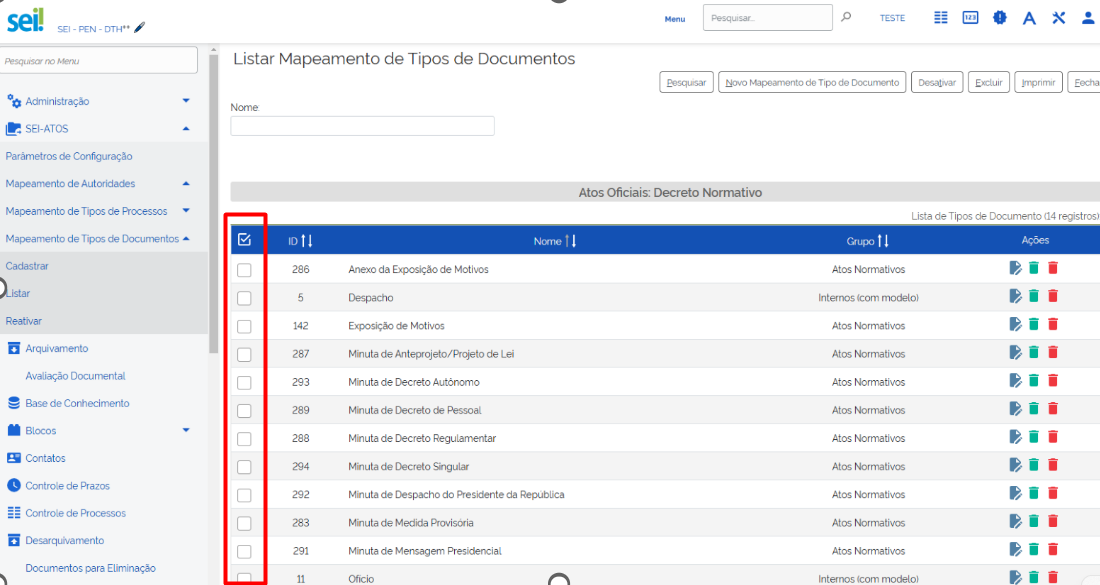 sei!
SEI - PEN - DTH**
Menu
Pesquisar...
TESTE
123
Pesquisar no Menu
Administração
SEI-ATOS
Parâmetros de Configuração
Mapeamento de Autoridades
Mapeamento de Tipos de Processos
Mapeamento de Tipos de Documentos
Cadastrar
Listar
Reativar
Arquivamento
Avaliação Documental
Base de Conhecimento
Blocos
Contatos
Controle de Prazos
Controle de Processos
Desarquivamento
Documentos para Eliminação
Listar Mapeamento de Tipos de Documentos
Pesquisar
Novo Mapeamento de Tipo de Documento
Desativar
Excluir
Imprimir
Fecha
Nome:
Atos Oficiais: Decreto Normativo
Lista de Tipos de Documento (14 registros)
ID Nome Grupo Ações
286 Anexo da Exposição de Motivos Atos Normativos
5 Despacho Internos (com modelo)
142 Exposição de Motivos Atos Normativos
287 Minuta de Anteprojeto/Projeto de Lei Atos Normativos
293 Minuta de Decreto Autônomo Atos Normativos
289 Minuta de Decreto de Pessoal Atos Normativos
288 Minuta de Decreto Regulamentar Atos Normativos
294 Minuta de Decreto Singular Atos Normativos
292 Minuta de Despacho do Presidente da República Atos Normativos
283 Minuta de Medida Provisória Atos Normativos
291 Minuta de Mensagem Presidencial Atos Normativos
11 Ofício Internos (com modelo)